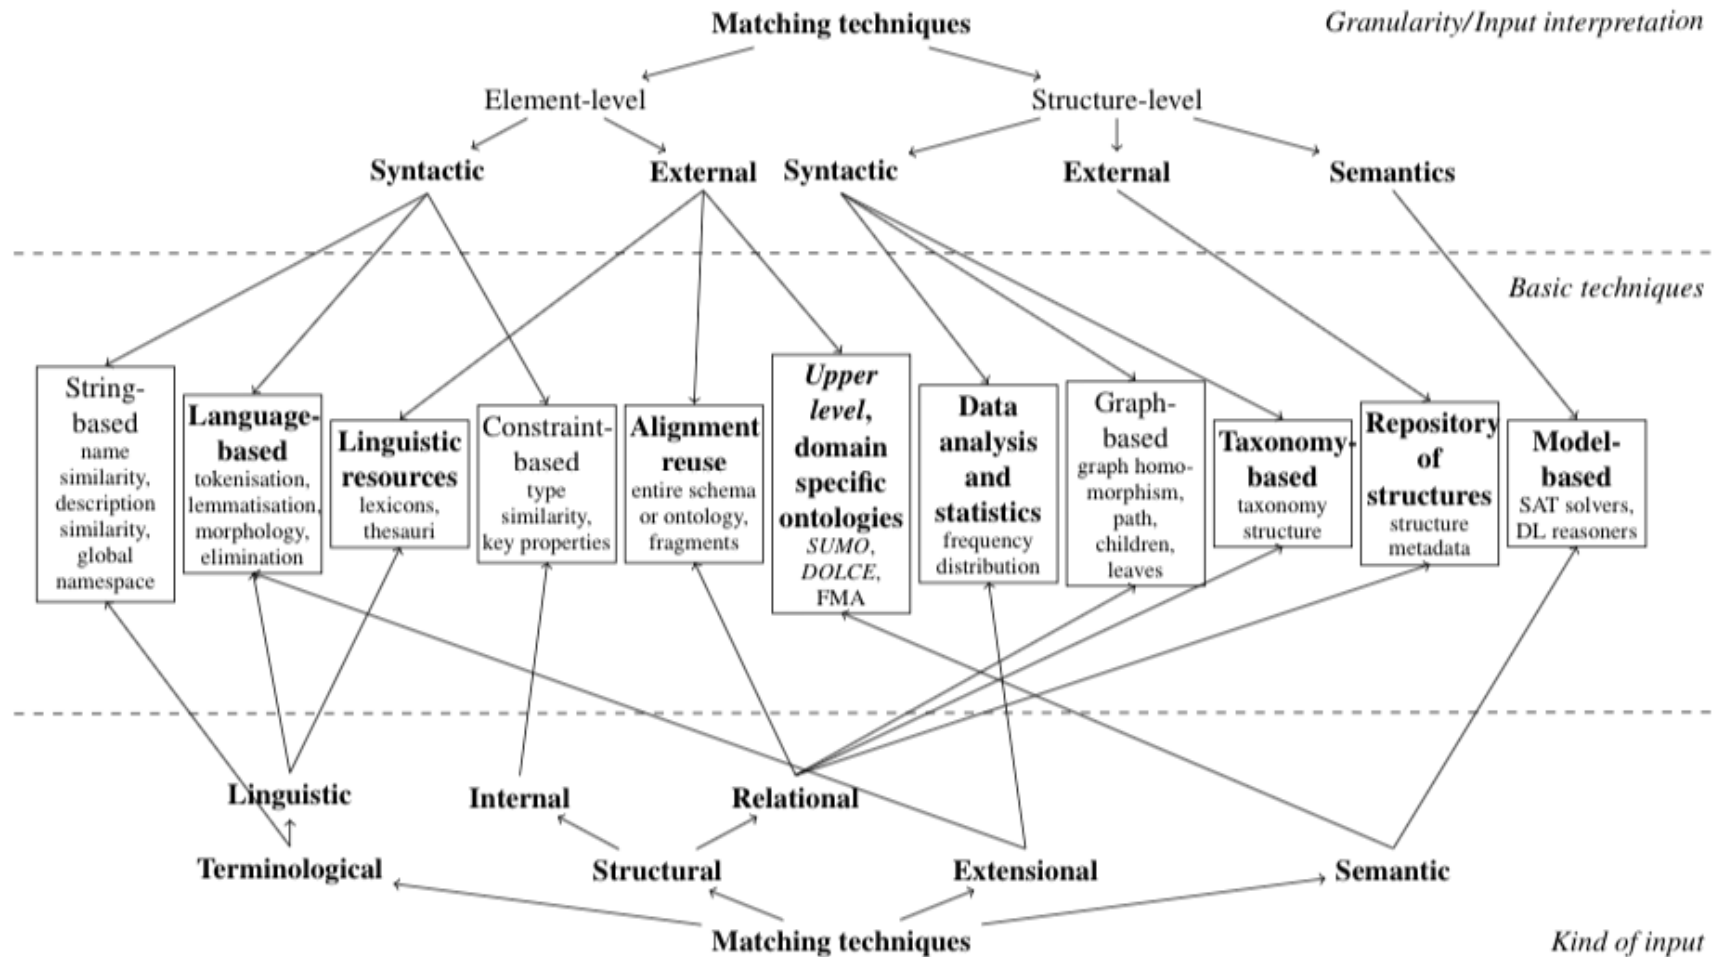 Matching techniques
Granularity/Input interpretation
Element-level
Structure-level
Syntactic
External
Syntactic
External
Semantics
Basic techniques
String-
based
name
similarity,
description
similarity,
global
namespace
Language-
based
tokenisation,
lemmatisation,
morphology,
elimination
Linguistic
resources
lexicons,
thesauri
Constraint-
based
type
similarity,
key properties
Alignment
reuse
entire schema
or ontology,
fragments
Upper
level,
domain
specific
ontologies
SUMO,
DOLCE,
FMA
Data
analysis
and
statistics
frequency
distribution
Graph-
based
graph homo-
morphism,
path,
children,
leaves
Taxonomy-
based
taxonomy
structure
Repository
of
structures
structure
metadata
Model-
based
SAT solvers,
DL reasoners
Linguistic
Internal
Relational
Terminological
Structural
Extensional
Semantic
Matching techniques
Kind of input